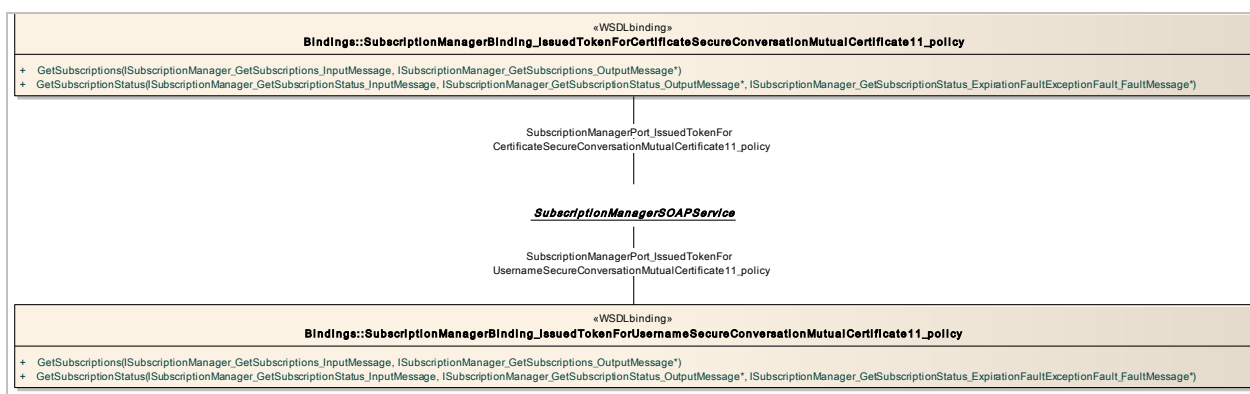 «WSDLbinding»
Bindings::SubscriptionManagerBinding_IssuedTokenForCertificateSecureConversationMutualCertificate11_policy
+ GetSubscriptions(ISubscriptionManager_GetSubscriptions_InputMessage, ISubscriptionManager_GetSubscriptions_OutputMessage*)
+ GetSubscriptionStatus(ISubscriptionManager_GetSubscriptionStatus_InputMessage, ISubscriptionManager_GetSubscriptionStatus_OutputMessage*, ISubscriptionManager_GetSubscriptionStatus_ExpirationFaultExceptionFault_FaultMessage*)
SubscriptionManagerPort_IssuedTokenFor
CertificateSecureConversationMutualCertificate11_policy
SubscriptionManagerSOAPService
SubscriptionManagerPort_IssuedTokenFor
UsernameSecureConversationMutualCertificate11_policy
«WSDLbinding»
Bindings::SubscriptionManagerBinding_IssuedTokenForUsernameSecureConversationMutualCertificate11_policy
+ GetSubscriptions(ISubscriptionManager_GetSubscriptions_InputMessage, ISubscriptionManager_GetSubscriptions_OutputMessage*)
+ GetSubscriptionStatus(ISubscriptionManager_GetSubscriptionStatus_InputMessage, ISubscriptionManager_GetSubscriptionStatus_OutputMessage*, ISubscriptionManager_GetSubscriptionStatus_ExpirationFaultExceptionFault_FaultMessage*)